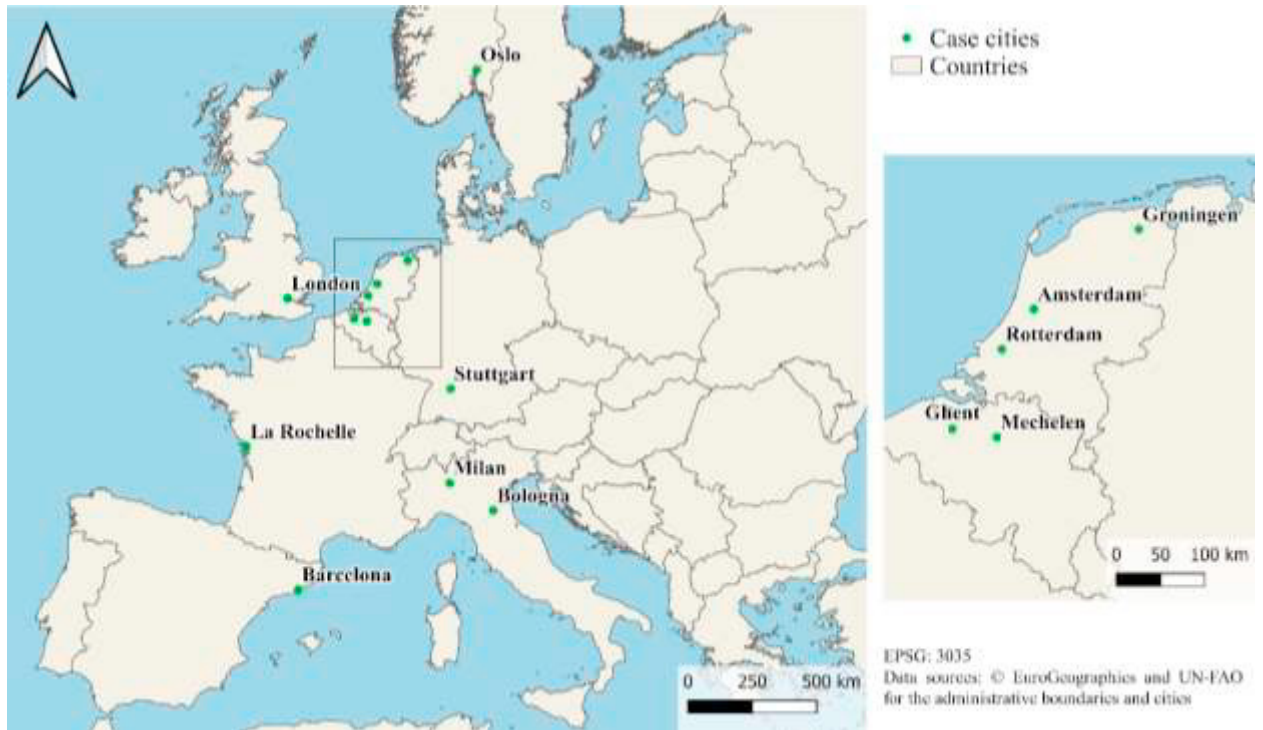 Oslo
London
Stuttgart
La Rochelle
Milan
Bologna
Barcelona
0 250 500 km
Case cities
Countries
Groningen
Amsterdam
Rotterdam
Ghent
Mechelen
0 50 100 km
EPSG: 3035
Data sources: © EuroGeographics and UN-FAO
for the administrative boundaries and cities